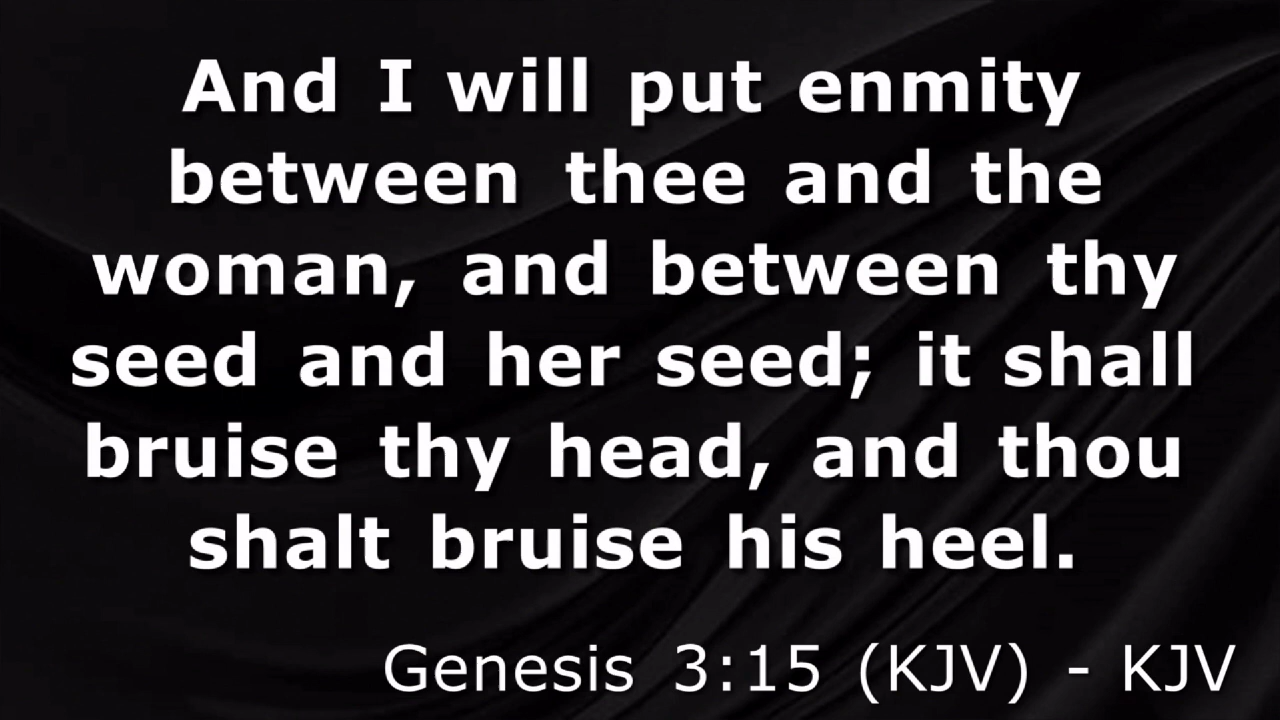 And I will put enmity
between thee and the
woman, and between thy
seed and her seed; it shall
bruise thy head, and thou
shalt bruise his heel.
Genesis 3:15 (KJV) - KJV